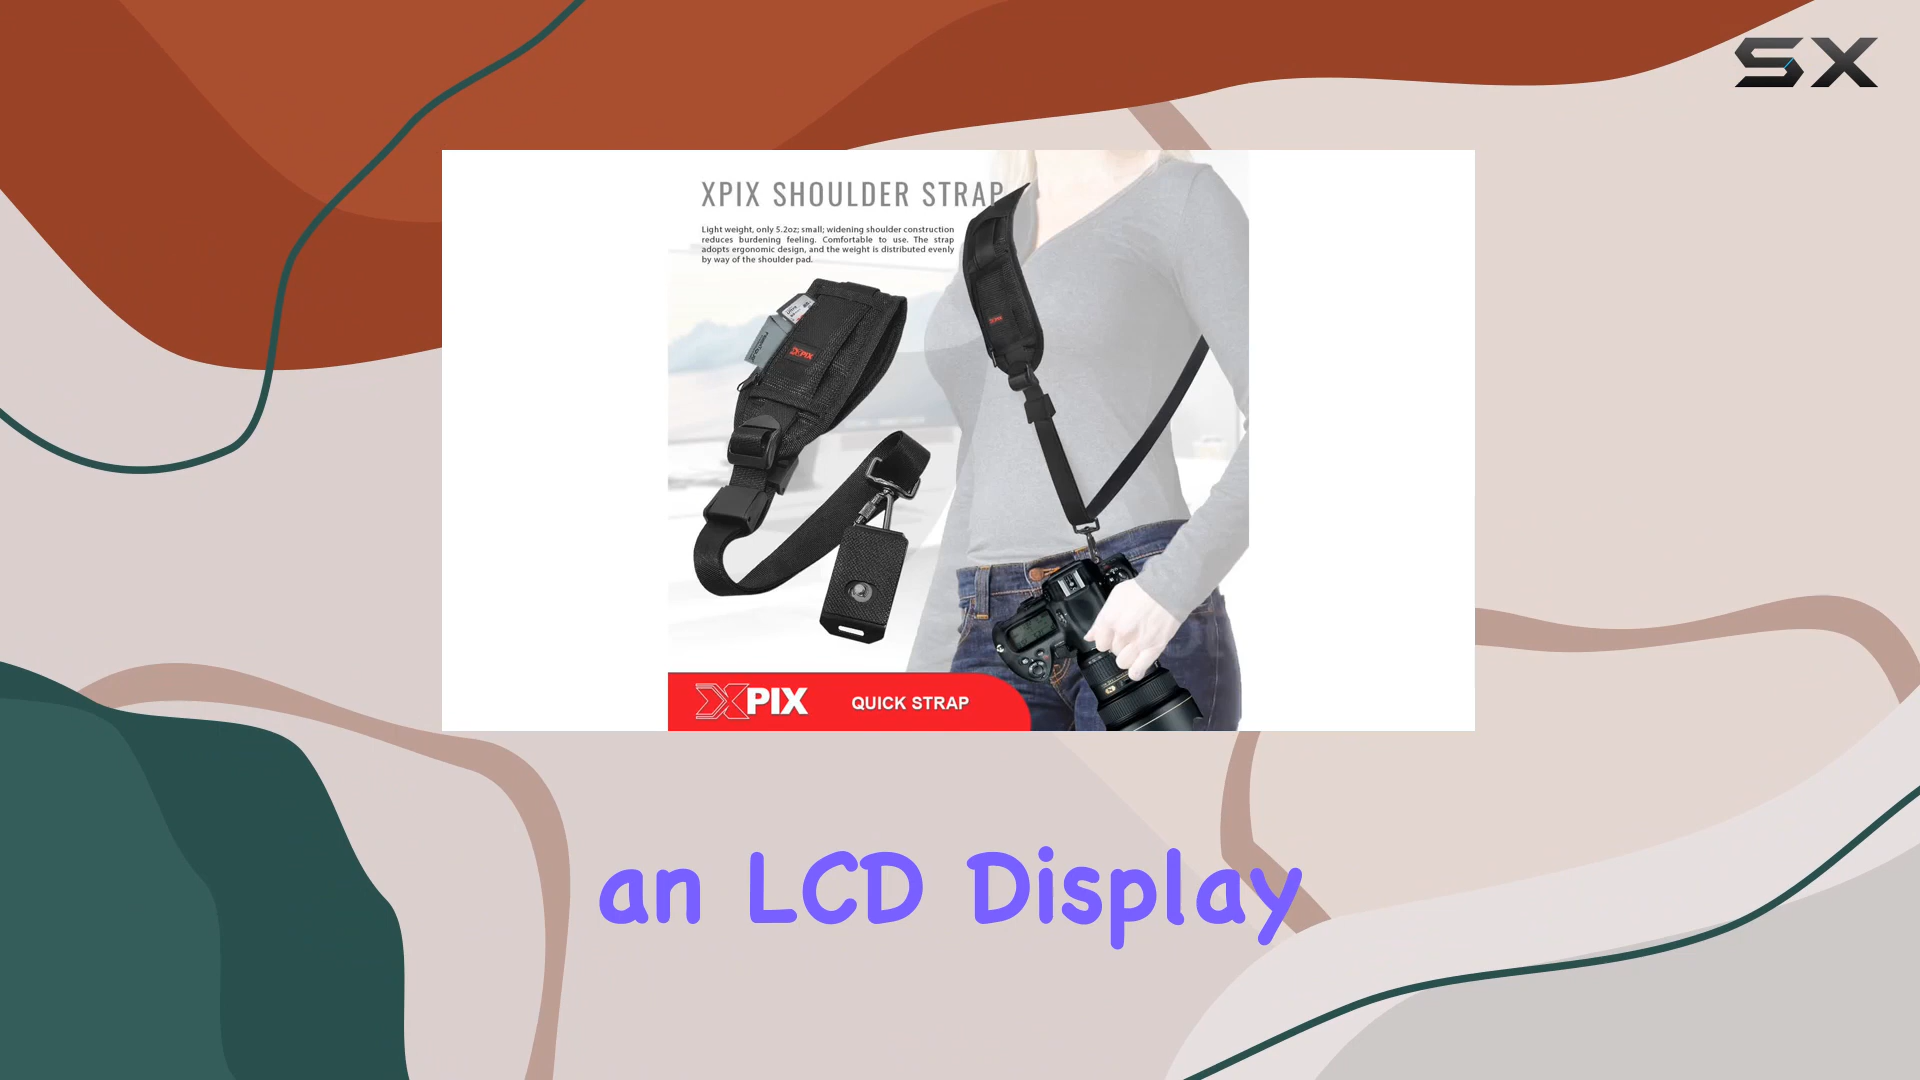 SX
XPIX SHOULDER STRAP
Light weight, only 5.2oz; small; widening shoulder construction
reduces burdening feeling. Comfortable to use. The strap
adopts ergonomic design, and the weight is distributed evenly
by way of the shoulder pad.
XPIX
XPIX
XPIX QUICK STRAP
an LCD Display